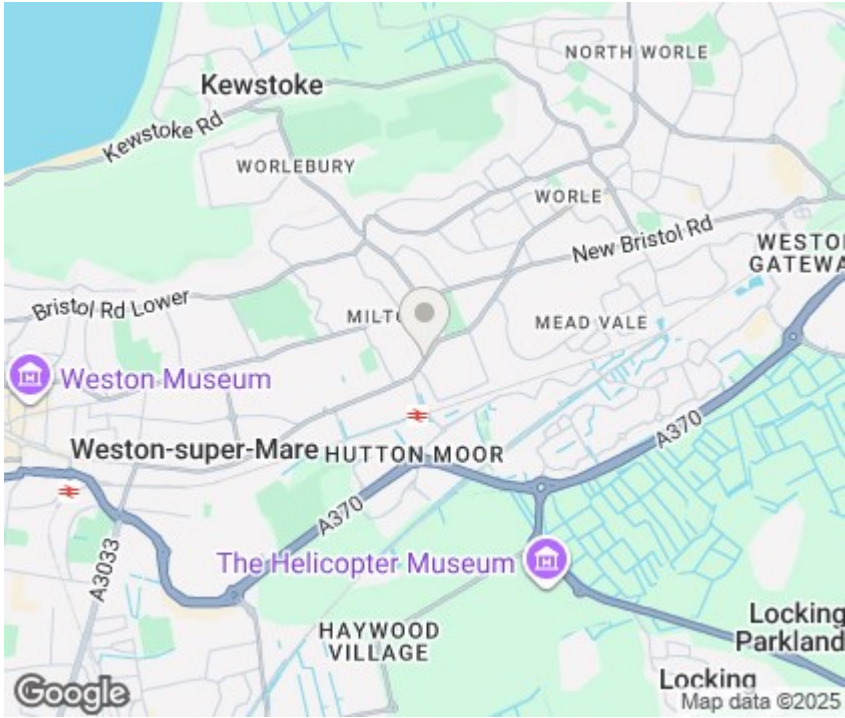 NORTH WORLE
Kewstoke
Kewstoke Rd
WORLEBURY
WORLE
New Bristol Rd
WESTO
GATEWA
Bristol Rd Lower
MILTO
MEAD VALE
Weston Museum
A370
Weston-super-Mare
HUTTON MOOR
A370
A3033
The Helicopter Museum
HAYWOOD
VILLAGE
Locking
Parkland
Locking
Google
Map data ©2025